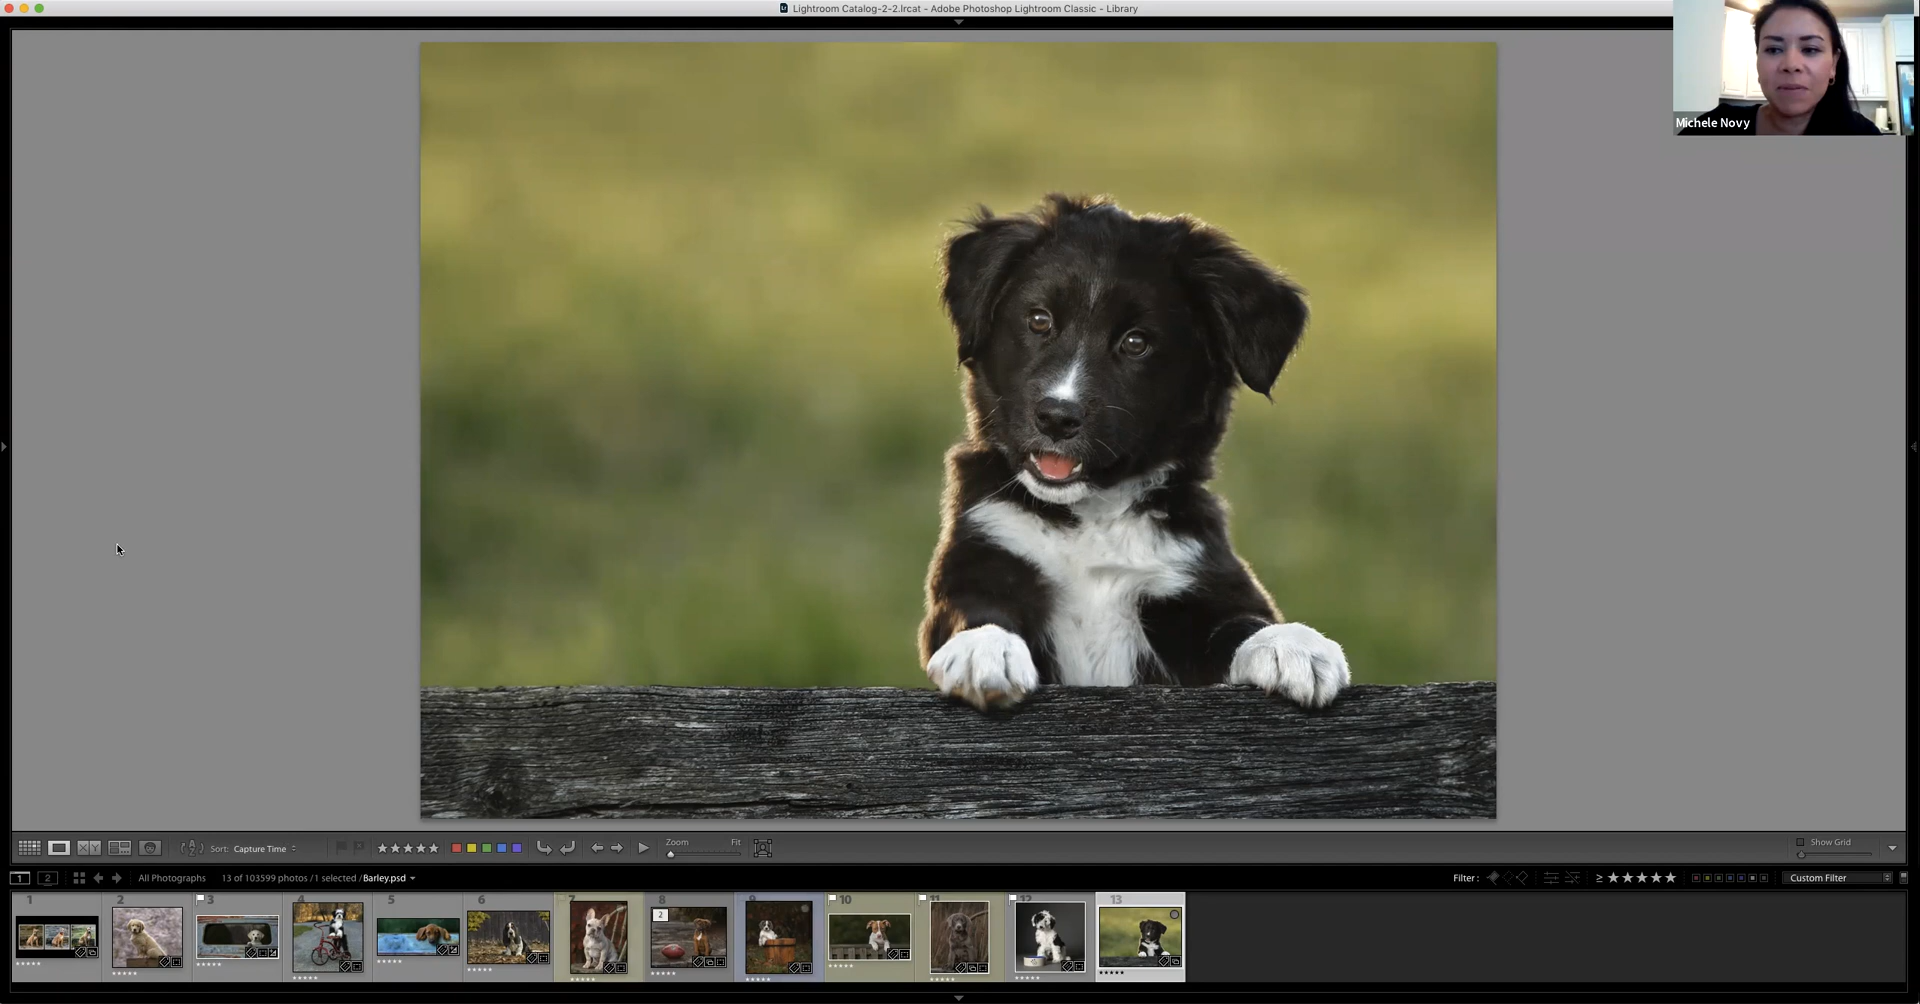 Lightroom Catalog-2-2.lrcat - Adobe Photoshop Lightroom Classic - Library
Michele Novy
Sort: Capture Time
Zoom Fit
Show Grid
1 2 All Photographs 13 of 103599 photos / 1 selected / Barley.psd
Filter : ≥ Custom Filter
1 2 3 4 5 6 7 8 9 10 11 12 13
2